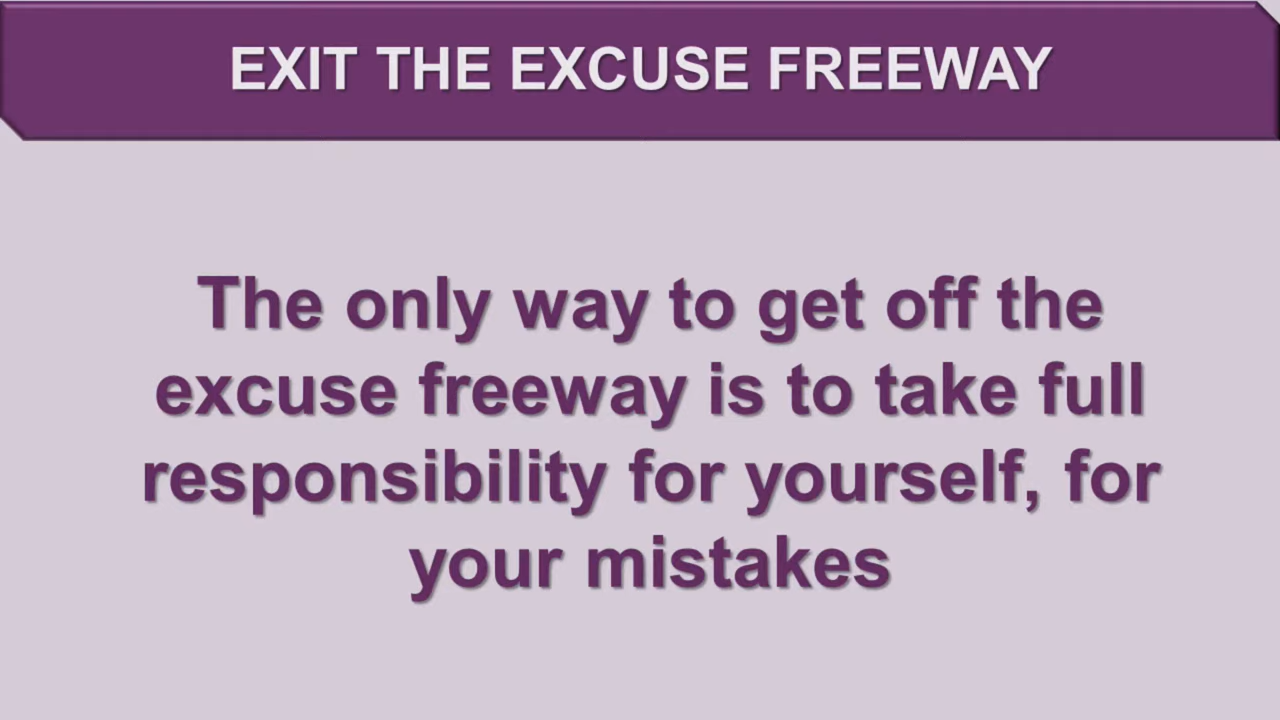 EXIT THE EXCUSE FREEWAY
The only way to get off the
excuse freeway is to take full
responsibility for yourself, for
your mistakes